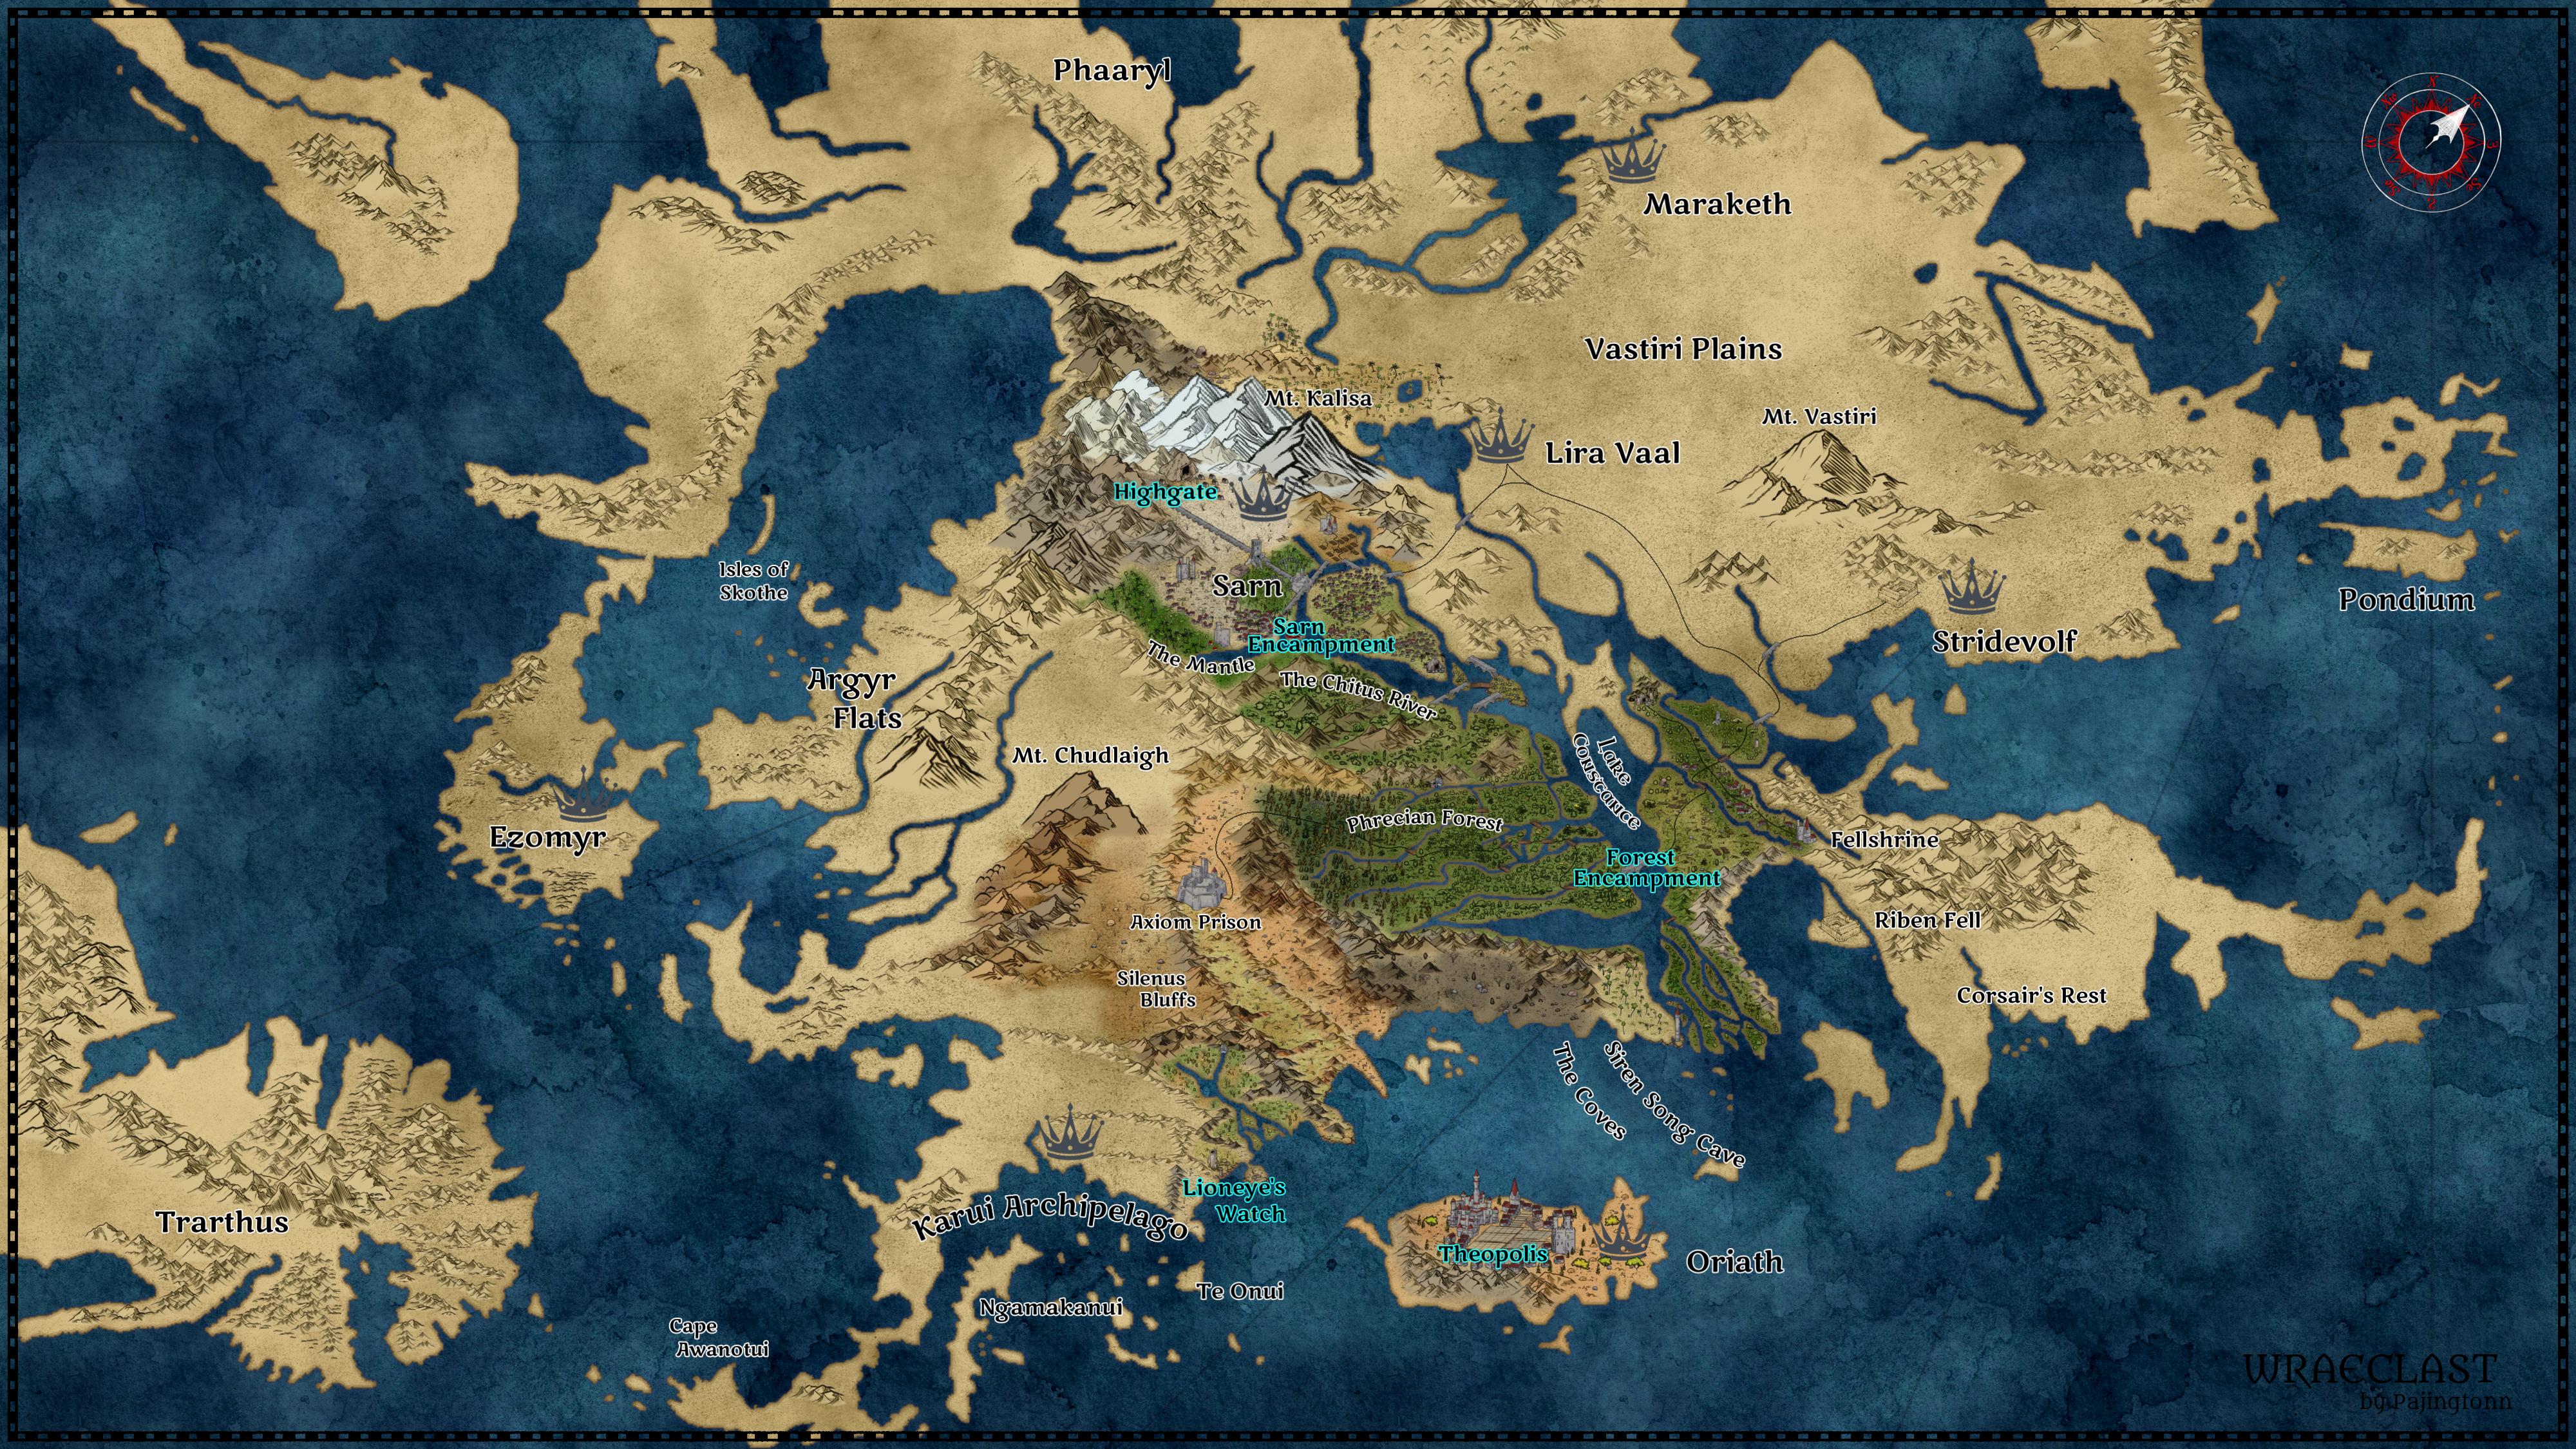 Phaaryl
Maraketh
Vastiri Plains
Mt. Kalisa
Mt. Vastiri
Lira Vaal
Highgate
Isles of
Skothe
Sarn
Pondium
Sarn
Encampment
Stridevolf
The Mantle
The Chitus River
Argyr
Flats
Mt. Chudlaigh
Lake
Constance
Phrecian Forest
Ezomyr
Fellshrine
Forest
Encampment
Axiom Prison
Riben Fell
Silenus
Bluffs
Corsair's Rest
The Coves
Siren Song Cave
Lioneye's
Watch
Karui Archipelago
Trarthus
Theopolis
Oriath
Te Onui
Ngamakanui
Cape
Awanotui
WRAECLAST
by Pajingfonn